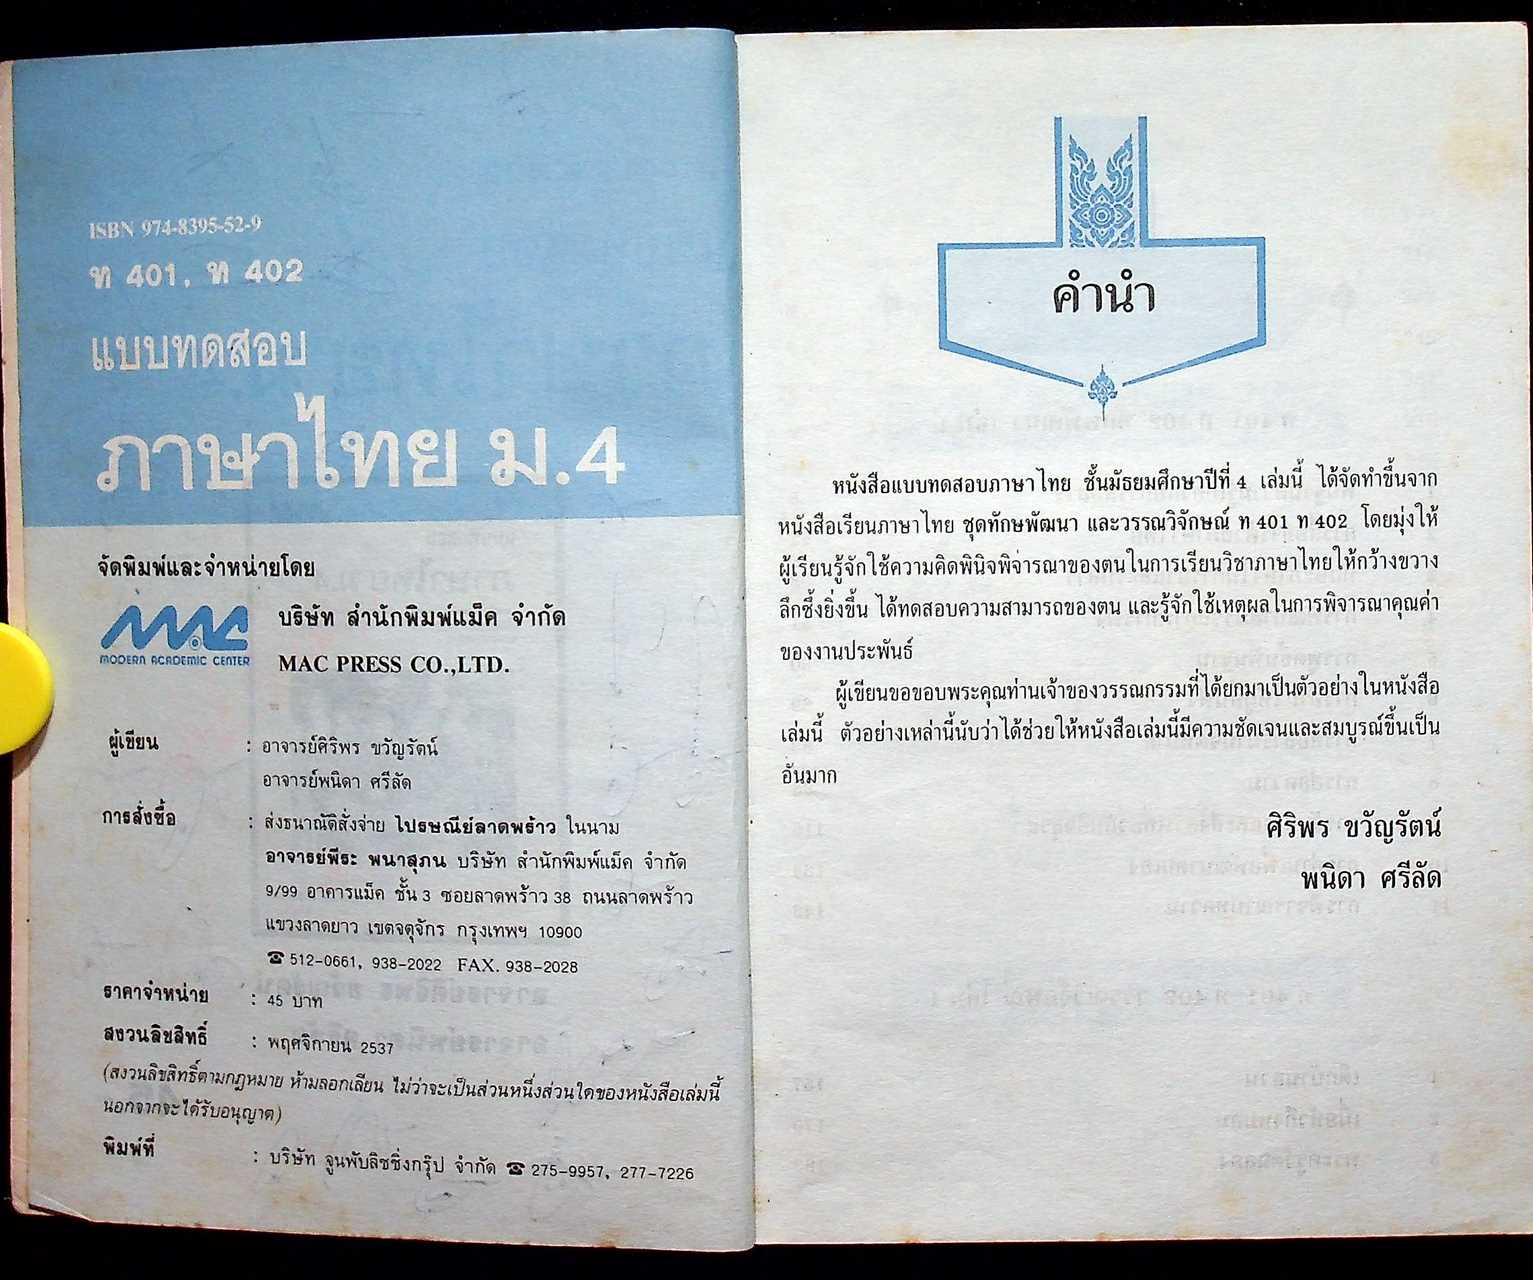 ISBN 974-8395-52-9
ท 401, ท 402
แบบทดสอบ
ภาษาไทย ม.4
จัดพิมพ์และจำหน่ายโดย
MAC
MODERN ACADEMIC CENTER
บริษัท สำนักพิมพ์แม็ค จำกัด
MAC PRESS CO.,LTD.
ผู้เขียน : อาจารย์ศิริพร ขวัญรัตน์
อาจารย์พนิดา ศรีลัด
การสั่งซื้อ : ส่งธนาณัติสั่งจ่าย ไปรษณีย์ลาดพร้าว ในนาม
อาจารย์พีระ พนาสุภน บริษัท สำนักพิมพ์แม็ค จำกัด
9/99 อาคารแม็ค ชั้น 3 ซอยลาดพร้าว 38 ถนนลาดพร้าว
แขวงลาดยาว เขตจตุจักร กรุงเทพฯ 10900
☎ 512-0661, 938-2022 FAX. 938-2028
ราคาจำหน่าย : 45 บาท
สงวนลิขสิทธิ์ : พฤศจิกายน 2537
(สงวนลิขสิทธิ์ตามกฎหมาย ห้ามลอกเลียน ไม่ว่าจะเป็นส่วนหนึ่งส่วนใดของหนังสือเล่มนี้
นอกจากจะได้รับอนุญาต)
พิมพ์ที่ : บริษัท จูนพับลิชชิ่งกรุ๊ป จำกัด ☎ 275-9957, 277-7226
คำนำ
หนังสือแบบทดสอบภาษาไทย ชั้นมัธยมศึกษาปีที่ 4 เล่มนี้ ได้จัดทำขึ้นจาก
หนังสือเรียนภาษาไทย ชุดทักษพัฒนา และวรรณวิจักษณ์ ท 401 ท 402 โดยมุ่งให้
ผู้เรียนรู้จักใช้ความคิดพินิจพิจารณาของตนในการเรียนวิชาภาษาไทยให้กว้างขวาง
ลึกซึ้งยิ่งขึ้น ได้ทดสอบความสามารถของตน และรู้จักใช้เหตุผลในการพิจารณาคุณค่า
ของงานประพันธ์
ผู้เขียนขอขอบพระคุณท่านเจ้าของวรรณกรรมที่ได้ยกมาเป็นตัวอย่างในหนังสือ
เล่มนี้ ตัวอย่างเหล่านี้นับว่าได้ช่วยให้หนังสือเล่มนี้มีความชัดเจนและสมบูรณ์ขึ้นเป็น
อันมาก
ศิริพร ขวัญรัตน์
พนิดา ศรีลัด